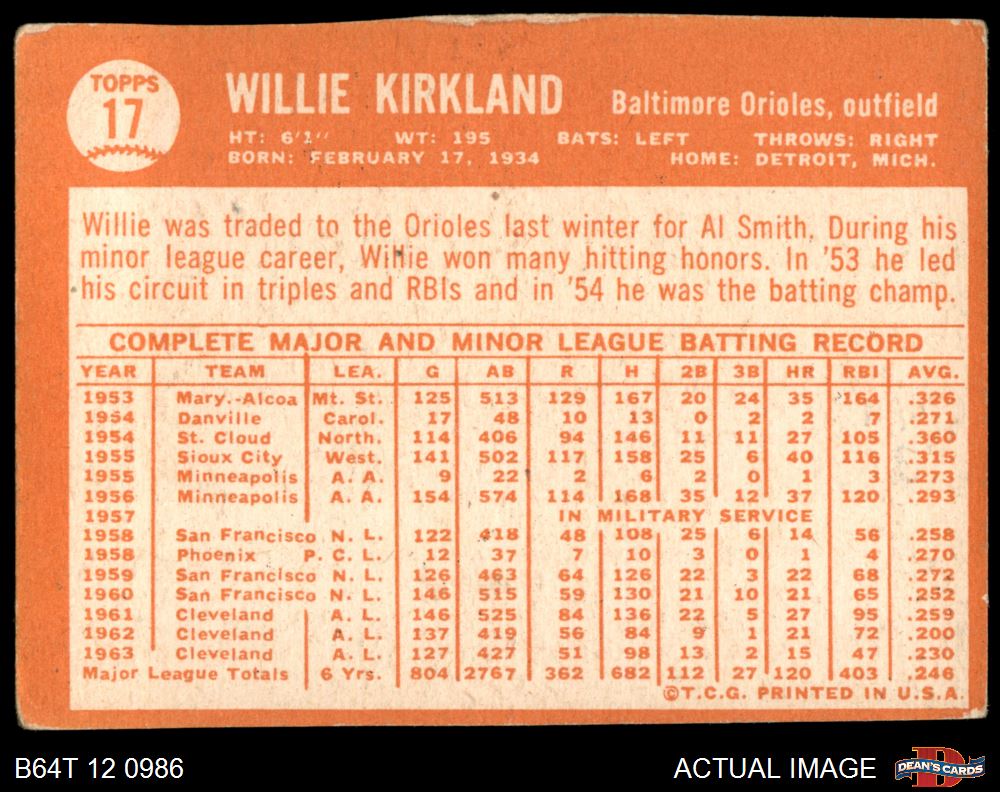 TOPPS
17
WILLIE KIRKLAND Baltimore Orioles, outfield
HT: 6'1" WT: 195 BATS: LEFT THROWS: RIGHT
BORN: FEBRUARY 17, 1934 HOME: DETROIT, MICH.
Willie was traded to the Orioles last winter for Al Smith. During his
minor league career, Willie won many hitting honors. In '53 he led
his circuit in triples and RBIs and in '54 he was the batting champ.
COMPLETE MAJOR AND MINOR LEAGUE BATTING RECORD
YEAR TEAM LEA. G AB R H 2B 3B HR RBI AVG.
1953 Mary.-Alcoa Mt. St. 125 513 129 167 20 24 35 164 .326
1954 Danville Carol. 17 48 10 13 0 2 2 7 .271
1954 St. Cloud North. 114 406 94 146 11 11 27 105 .360
1955 Sioux City West. 141 502 117 158 25 6 40 116 .315
1955 Minneapolis A. A. 9 22 2 6 2 0 1 3 .273
1956 Minneapolis A. A. 154 574 114 168 35 12 37 120 .293
1957 IN MILITARY SERVICE
1958 San Francisco N. L. 122 418 48 108 25 6 14 56 .258
1958 Phoenix P. C. L. 12 37 7 10 3 0 1 4 .270
1959 San Francisco N. L. 126 463 64 126 22 3 22 68 .272
1960 San Francisco N. L. 146 515 59 130 21 10 21 65 .252
1961 Cleveland A. L. 146 525 84 136 22 5 27 95 .259
1962 Cleveland A. L. 137 419 56 84 9 1 21 72 .200
1963 Cleveland A. L. 127 427 51 98 13 2 15 47 .230
Major League Totals 6 Yrs. 804 2767 362 682 112 27 120 403 .246
©T.C.G. PRINTED IN U.S.A.
B64T 12 0986 ACTUAL IMAGE D DEAN'S CARDS